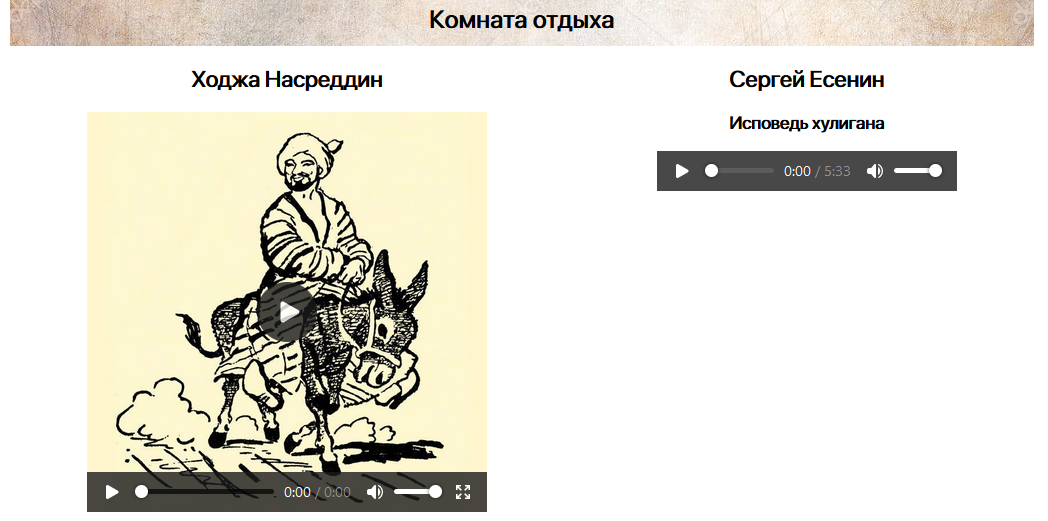 Комната отдыха
Ходжа Насреддин
0:00 / 0:00
Сергей Есенин
Исповедь хулигана
0:00 / 5:33